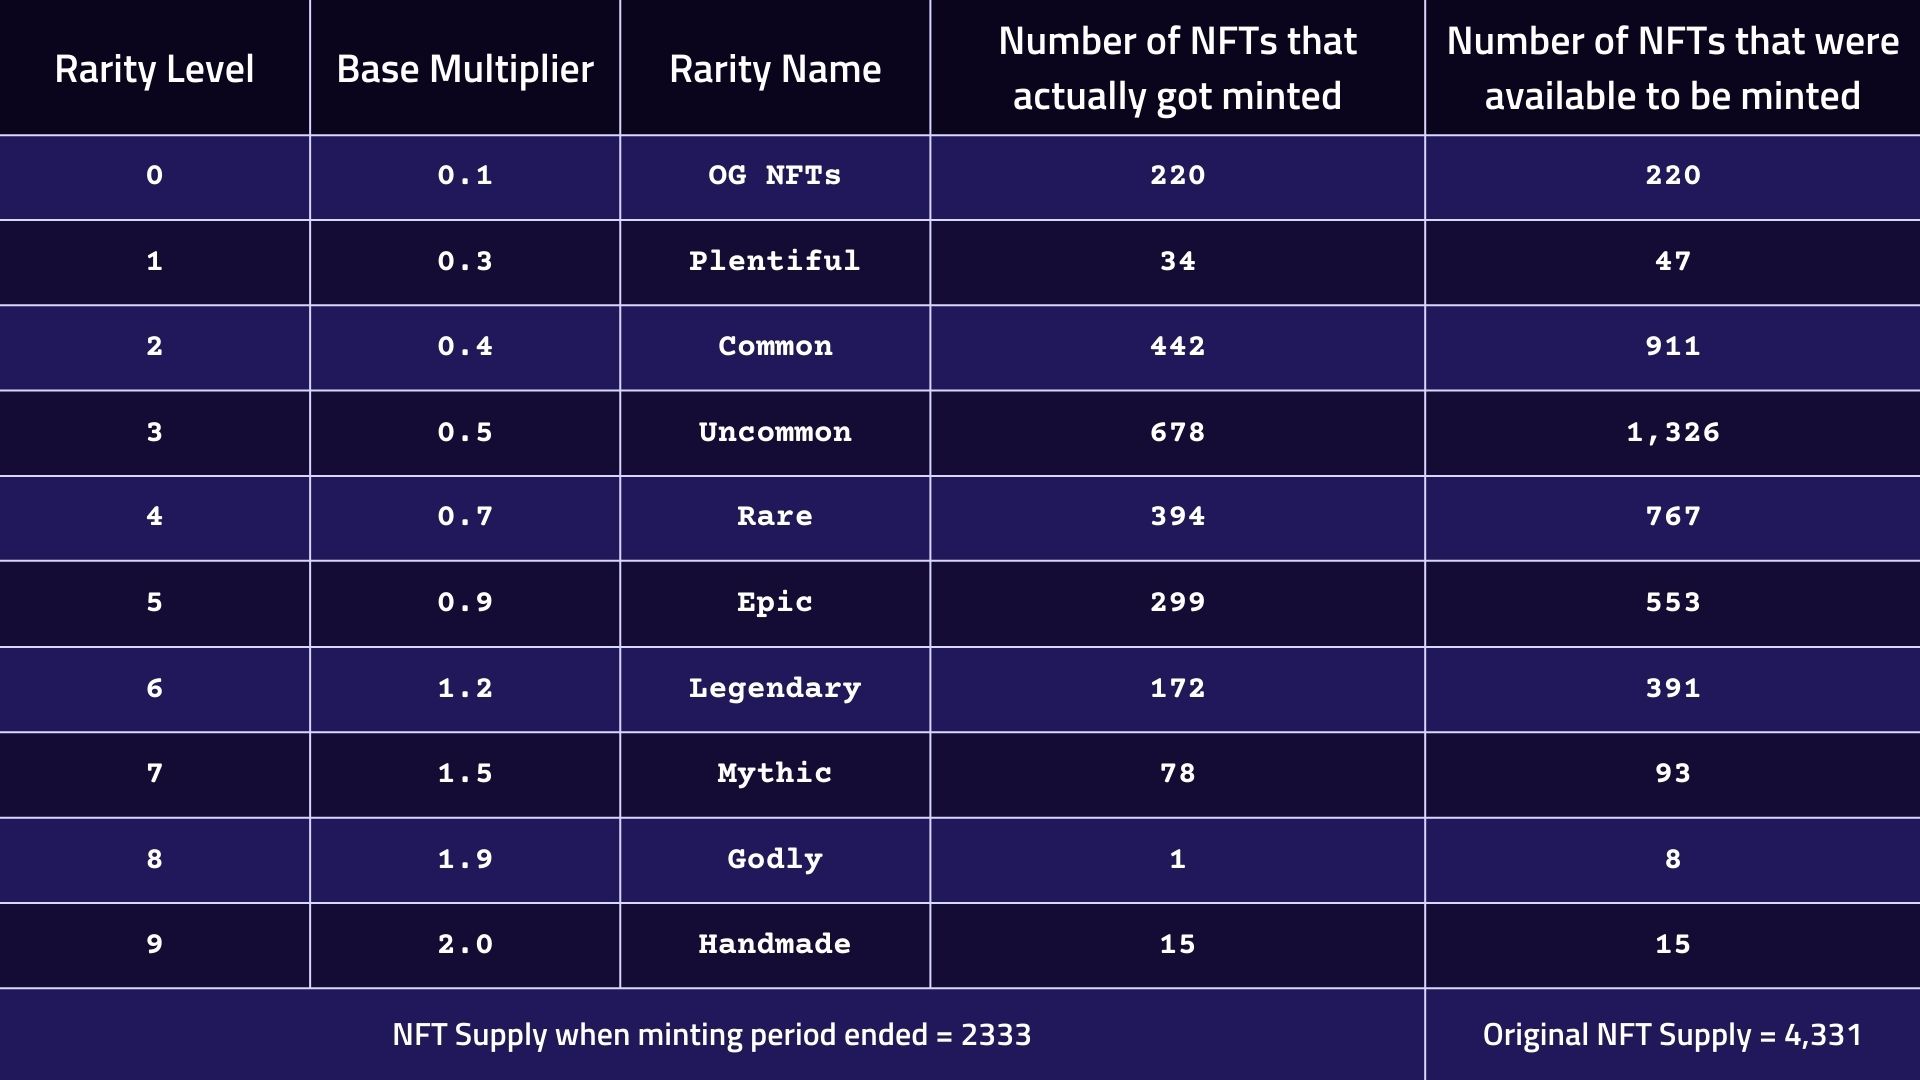 Rarity Level Base Multiplier Rarity Name Number of NFTs that actually got minted Number of NFTs that were available to be minted
0 0.1 OG NFTs 220 220
1 0.3 Plentiful 34 47
2 0.4 Common 442 911
3 0.5 Uncommon 678 1,326
4 0.7 Rare 394 767
5 0.9 Epic 299 553
6 1.2 Legendary 172 391
7 1.5 Mythic 78 93
8 1.9 Godly 1 8
9 2.0 Handmade 15 15
NFT Supply when minting period ended = 2333 Original NFT Supply = 4,331